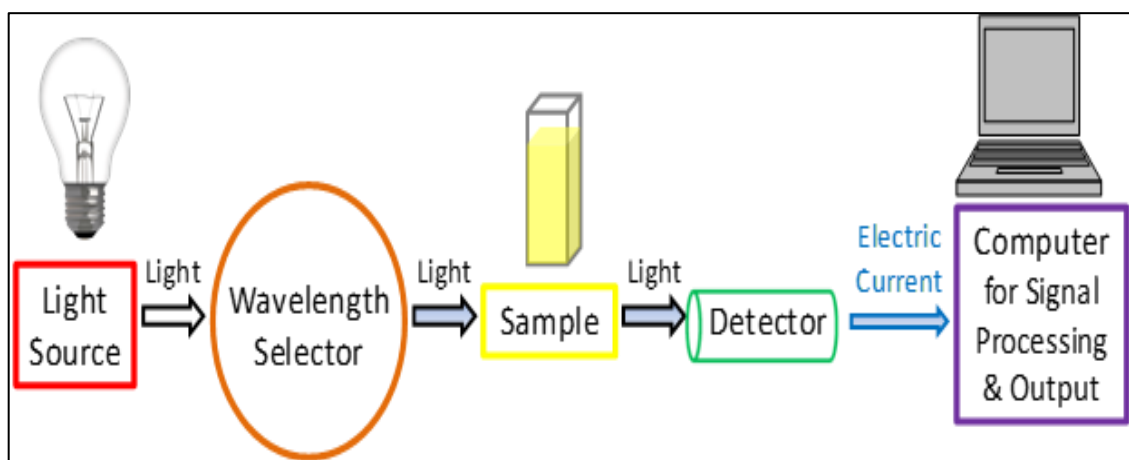 Light
Source
Light
Wavelength
Selector
Light
Sample
Light
Detector
Electric
Current
Computer
for Signal
Processing
& Output